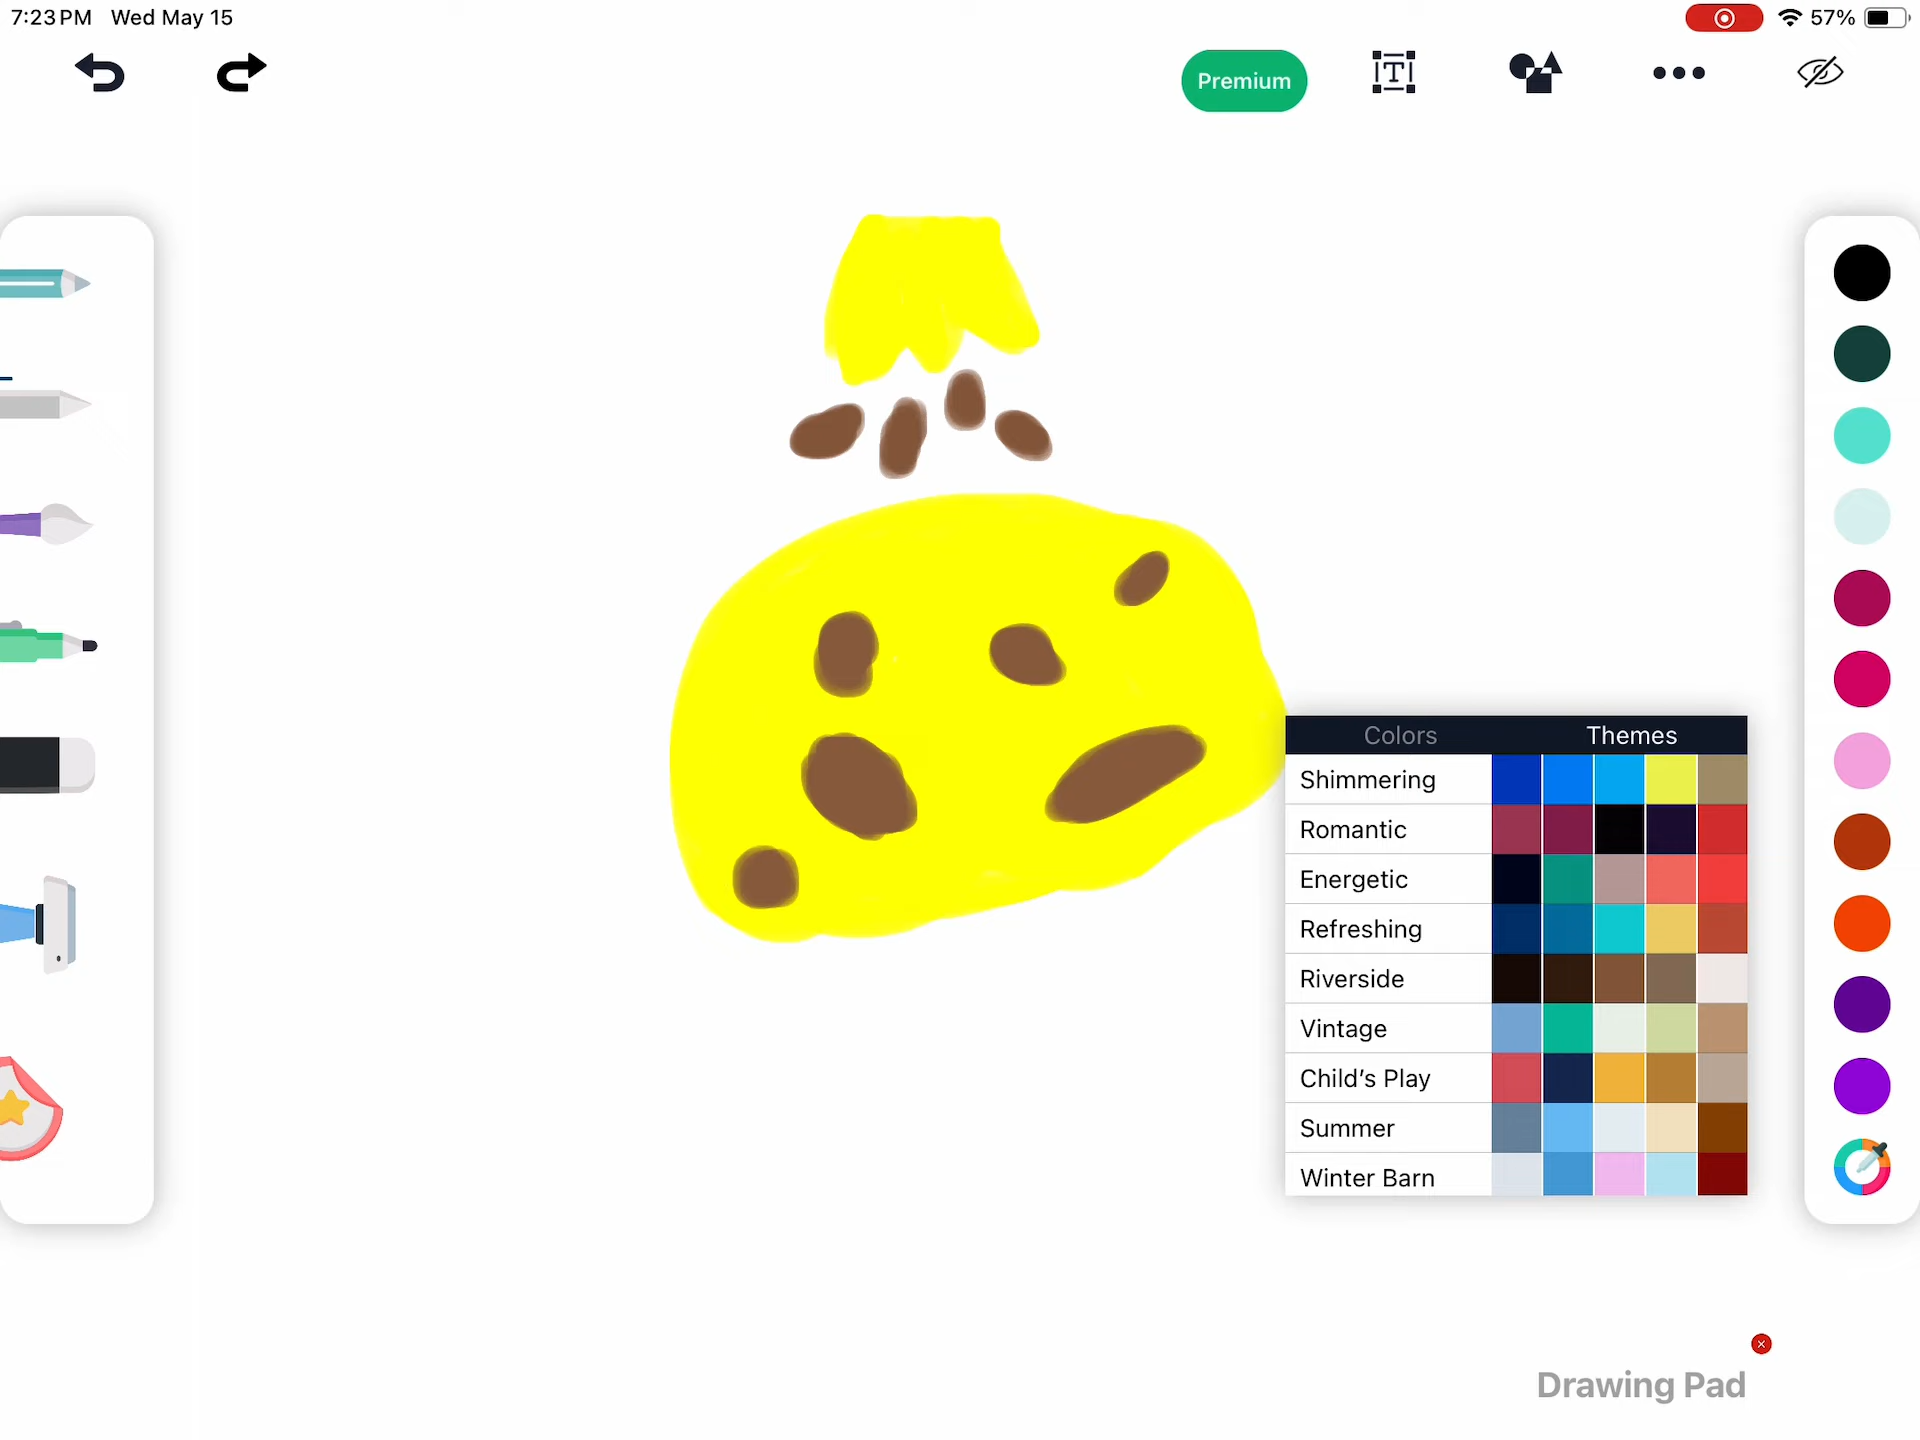 7:23 PM Wed May 15
57%
Premium
T
Colors Themes
Shimmering
Romantic
Energetic
Refreshing
Riverside
Vintage
Child's Play
Summer
Winter Barn
Drawing Pad